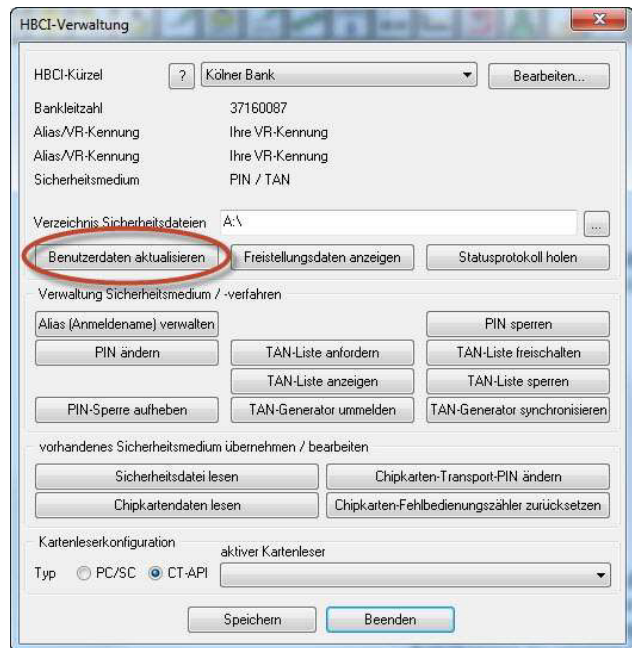 HBCI-Verwaltung
HBCI-Kürzel ? Kölner Bank Bearbeiten...
Bankleitzahl 37160087
Alias/VR-Kennung Ihre VR-Kennung
Alias/VR-Kennung Ihre VR-Kennung
Sicherheitsmedium PIN / TAN
Verzeichnis Sicherheitsdateien A:\ ...
Benutzerdaten aktualisieren Freistellungsdaten anzeigen Statusprotokoll holen
Verwaltung Sicherheitsmedium / -verfahren
Alias (Anmeldename) verwalten PIN sperren
PIN ändern TAN-Liste anfordern TAN-Liste freischalten
TAN-Liste anzeigen TAN-Liste sperren
PIN-Sperre aufheben TAN-Generator ummelden TAN-Generator synchronisieren
vorhandenes Sicherheitsmedium übernehmen / bearbeiten
Sicherheitsdatei lesen Chipkarten-Transport-PIN ändern
Chipkartendaten lesen Chipkarten-Fehlbedienungszähler zurücksetzen
Kartenleserkonfiguration
aktiver Kartenleser
Typ PC/SC CT-API
Speichern Beenden